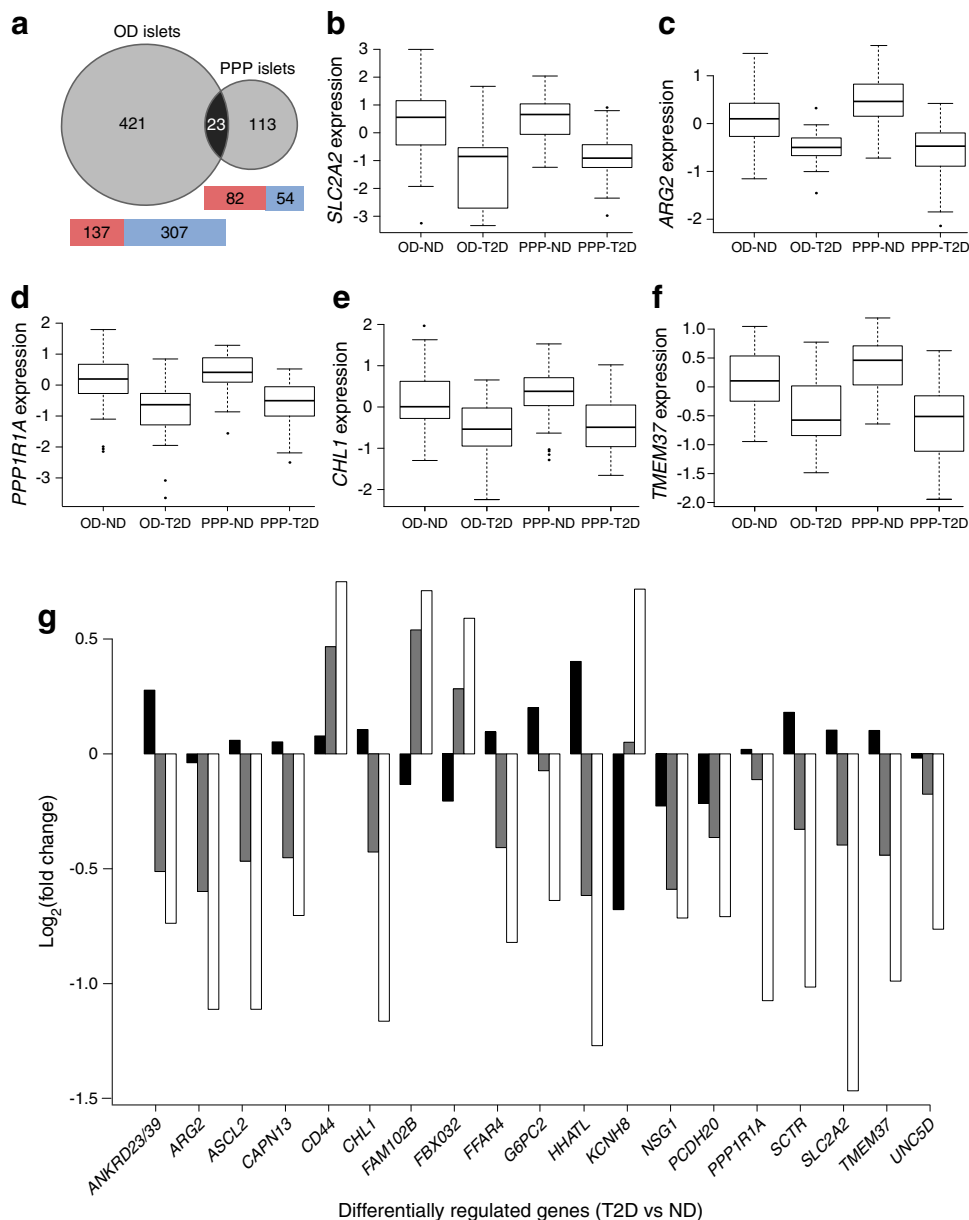 a
OD islets
PPP islets
421
23
113
82
54
137
307
b
SLC2A2 expression
3
2
1
0
-1
-2
-3
OD-ND
OD-T2D
PPP-ND
PPP-T2D
c
ARG2 expression
1
0
-1
-2
OD-ND
OD-T2D
PPP-ND
PPP-T2D
d
PPP1R1A expression
2
1
0
-1
-2
-3
OD-ND
OD-T2D
PPP-ND
PPP-T2D
e
CHL1 expression
2
1
0
-1
-2
OD-ND
OD-T2D
PPP-ND
PPP-T2D
f
TMEM37 expression
1.0
0.5
0
-0.5
-1.0
-1.5
-2.0
OD-ND
OD-T2D
PPP-ND
PPP-T2D
g
Log2(fold change)
0.5
0
-0.5
-1.0
-1.5
ANKRD23/39
ARG2
ASCL2
CAPN13
CD44
CHL1
FAM102B
FBX032
FFAR4
G6PC2
HHATL
KCNH8
NSG1
PCDH20
PPP1R1A
SCTR
SLC2A2
TMEM37
UNC5D
Differentially regulated genes (T2D vs ND)